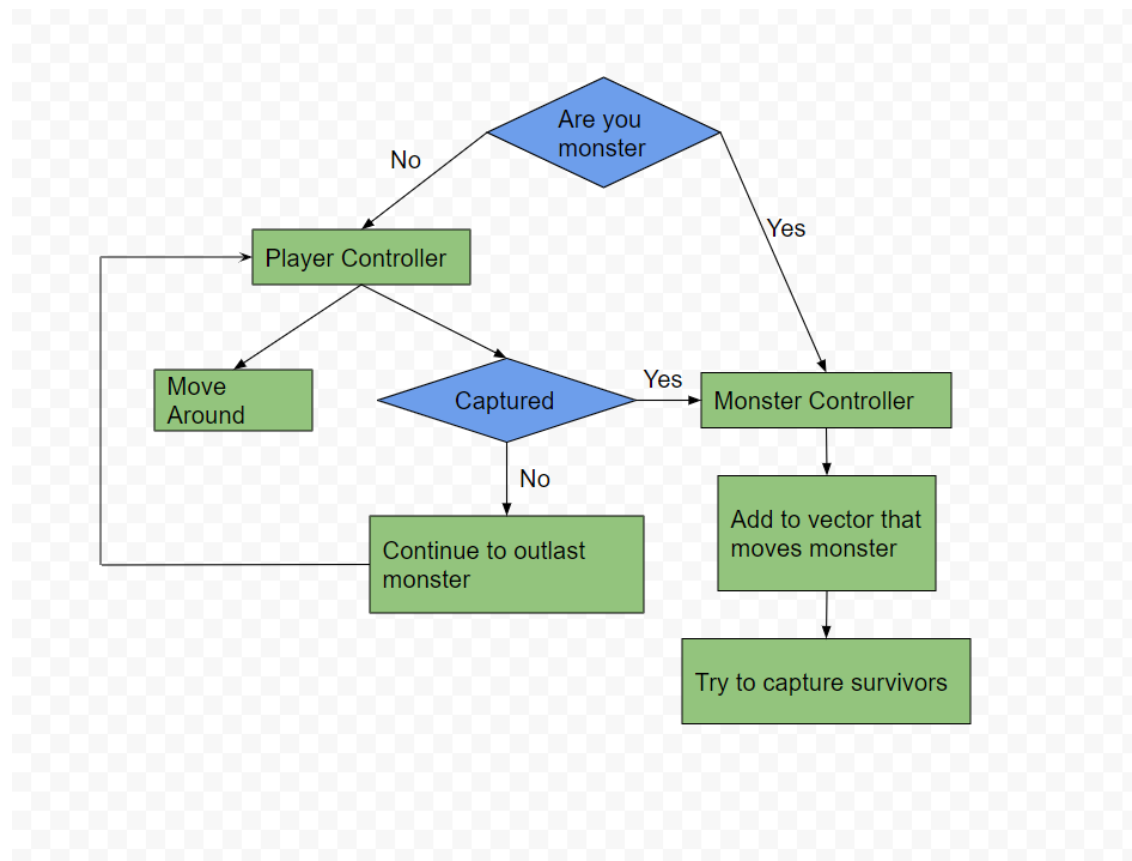 Are you
monster
No
Yes
Player Controller
Move
Around
Captured
Yes
Monster Controller
No
Add to vector that
moves monster
Continue to outlast
monster
Try to capture survivors